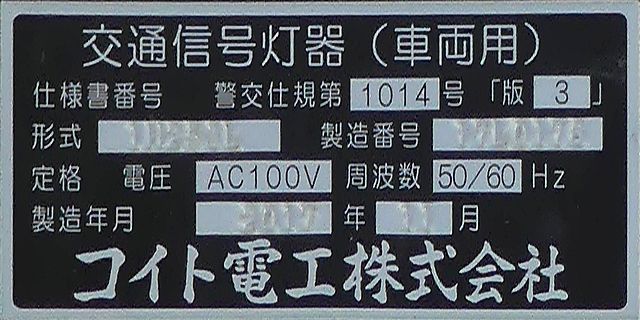 交通信号灯器（車両用）
仕様書番号 警交仕規第 1014 号 「版 3 」
形式 製造番号
定格 電圧 AC100V 周波数 50/60 Hz
製造年月 2017 年 11 月
コイト電工株式会社